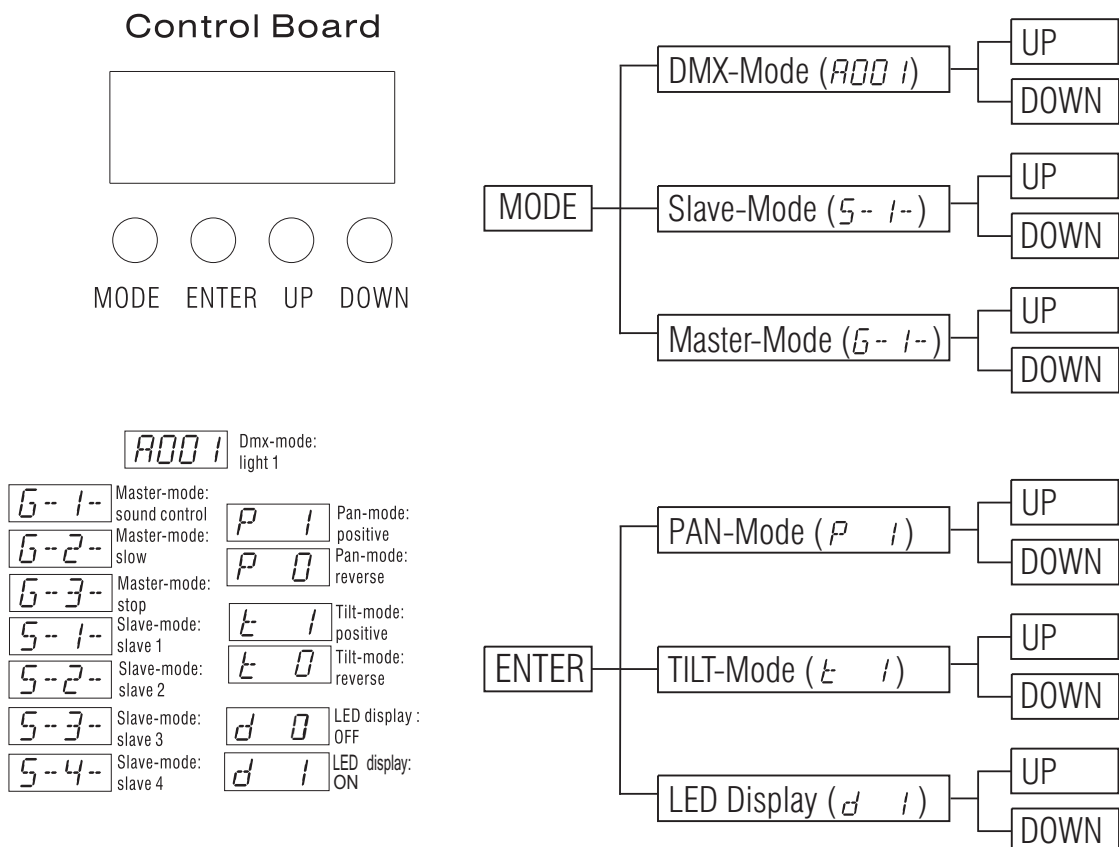 Control Board
MODE ENTER UP DOWN
MODE
DMX-Mode (A001)
UP
DOWN
Slave-Mode (S-1-)
UP
DOWN
Master-Mode (G-1-)
UP
DOWN
A001 Dmx-mode:
light 1
G-1- Master-mode:
sound control
G-2- Master-mode:
slow
G-3- Master-mode:
stop
S-1- Slave-mode:
slave 1
S-2- Slave-mode:
slave 2
S-3- Slave-mode:
slave 3
S-4- Slave-mode:
slave 4
P 1 Pan-mode:
positive
P 0 Pan-mode:
reverse
t 1 Tilt-mode:
positive
t 0 Tilt-mode:
reverse
d 0 LED display :
OFF
d 1 LED display:
ON
ENTER
PAN-Mode ( P 1 )
UP
DOWN
TILT-Mode ( t 1 )
UP
DOWN
LED Display ( d 1 )
UP
DOWN